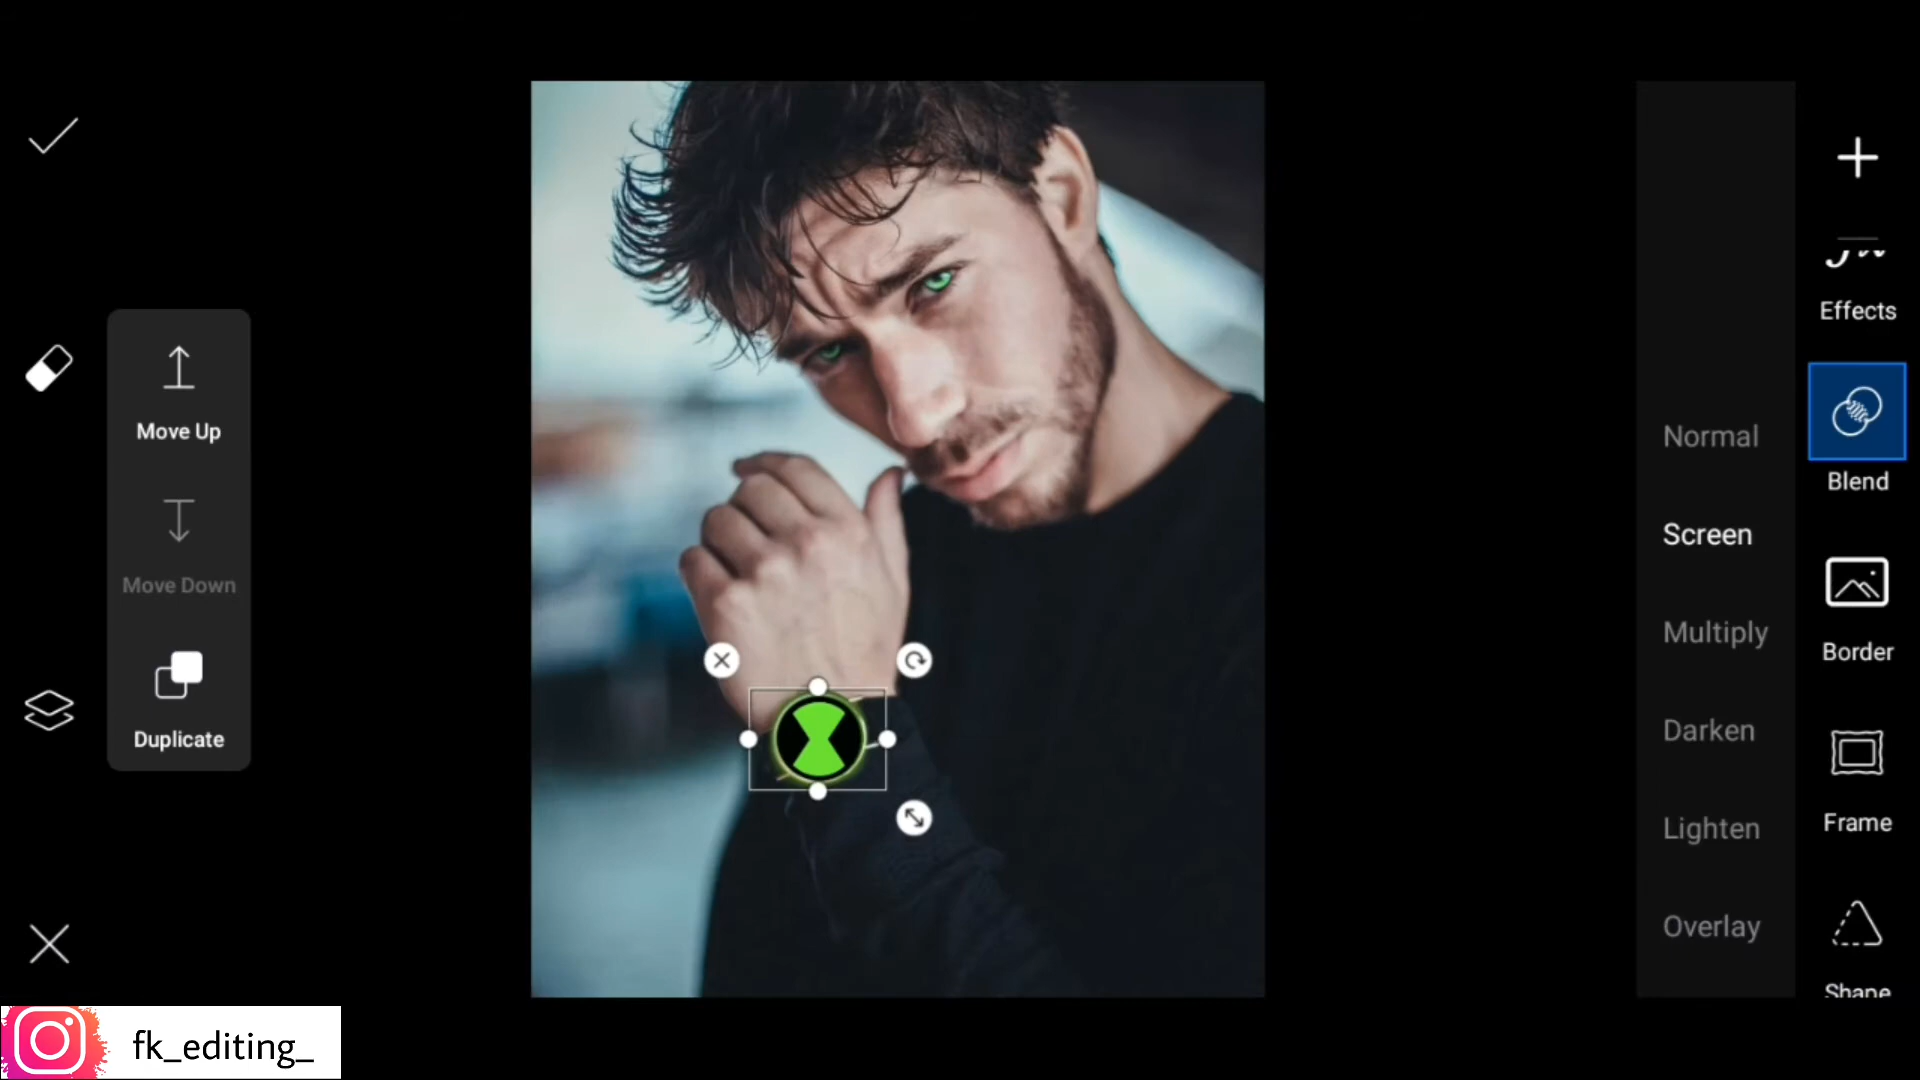 Move Up
Move Down
Duplicate
Normal
Screen
Multiply
Darken
Lighten
Overlay
Effects
Blend
Border
Frame
Shape
fk_editing_